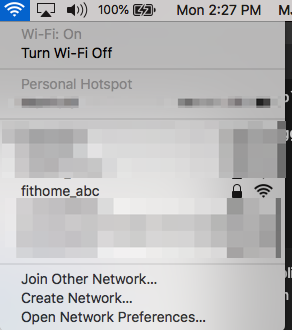 100% Mon 2:27 PM
Wi-Fi: On
Turn Wi-Fi Off
Personal Hotspot
fithome_abc
Join Other Network...
Create Network...
Open Network Preferences...